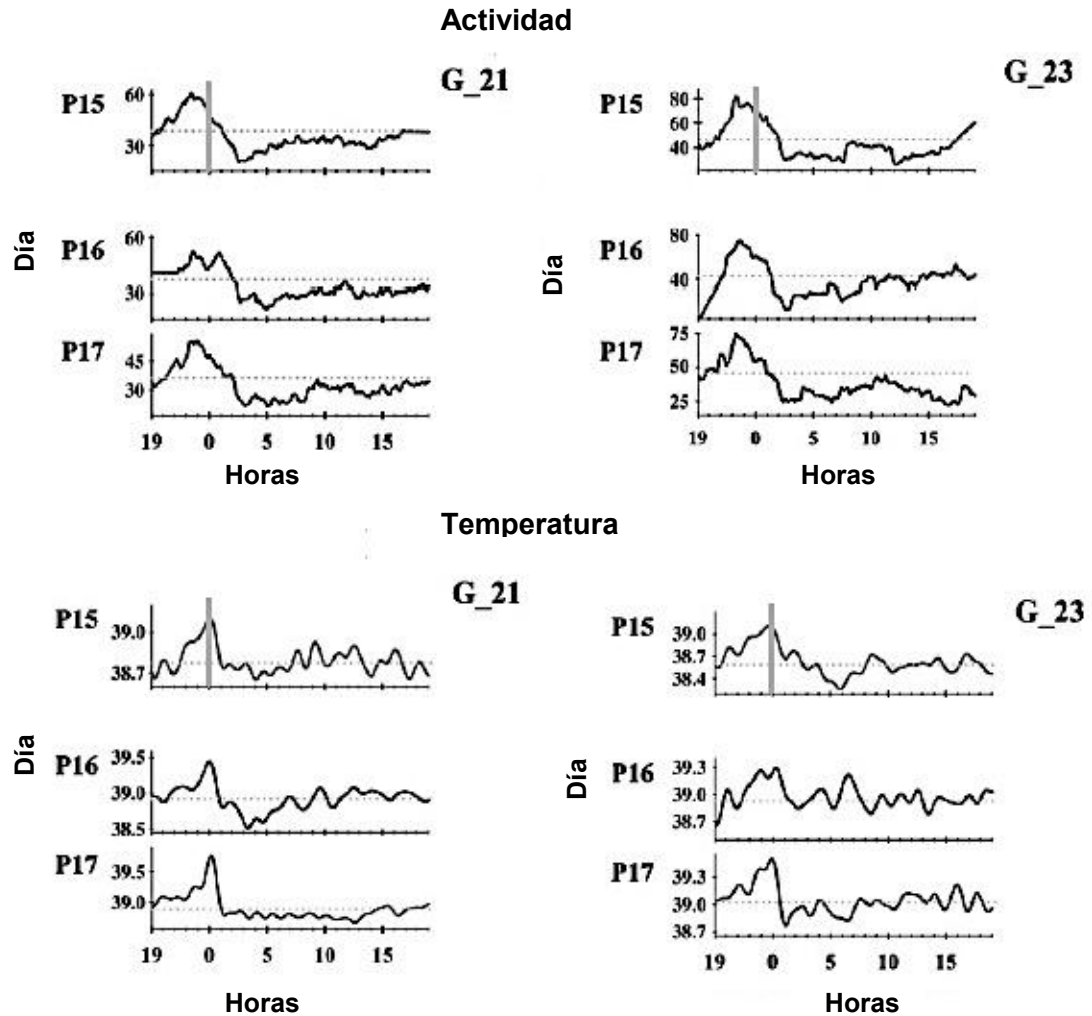 Actividad
G_21
G_23
P15
60
30
P15
80
60
40
Día
P16
60
30
Día
P16
80
40
P17
45
30
P17
75
50
25
19 0 5 10 15
19 0 5 10 15
Horas
Horas
Temperatura
G_21
G_23
P15
39.0
38.7
P15
39.0
38.7
38.4
Día
P16
39.5
39.0
38.5
Día
P16
39.3
39.0
38.7
P17
39.5
39.0
P17
39.3
39.0
38.7
19 0 5 10 15
19 0 5 10 15
Horas
Horas